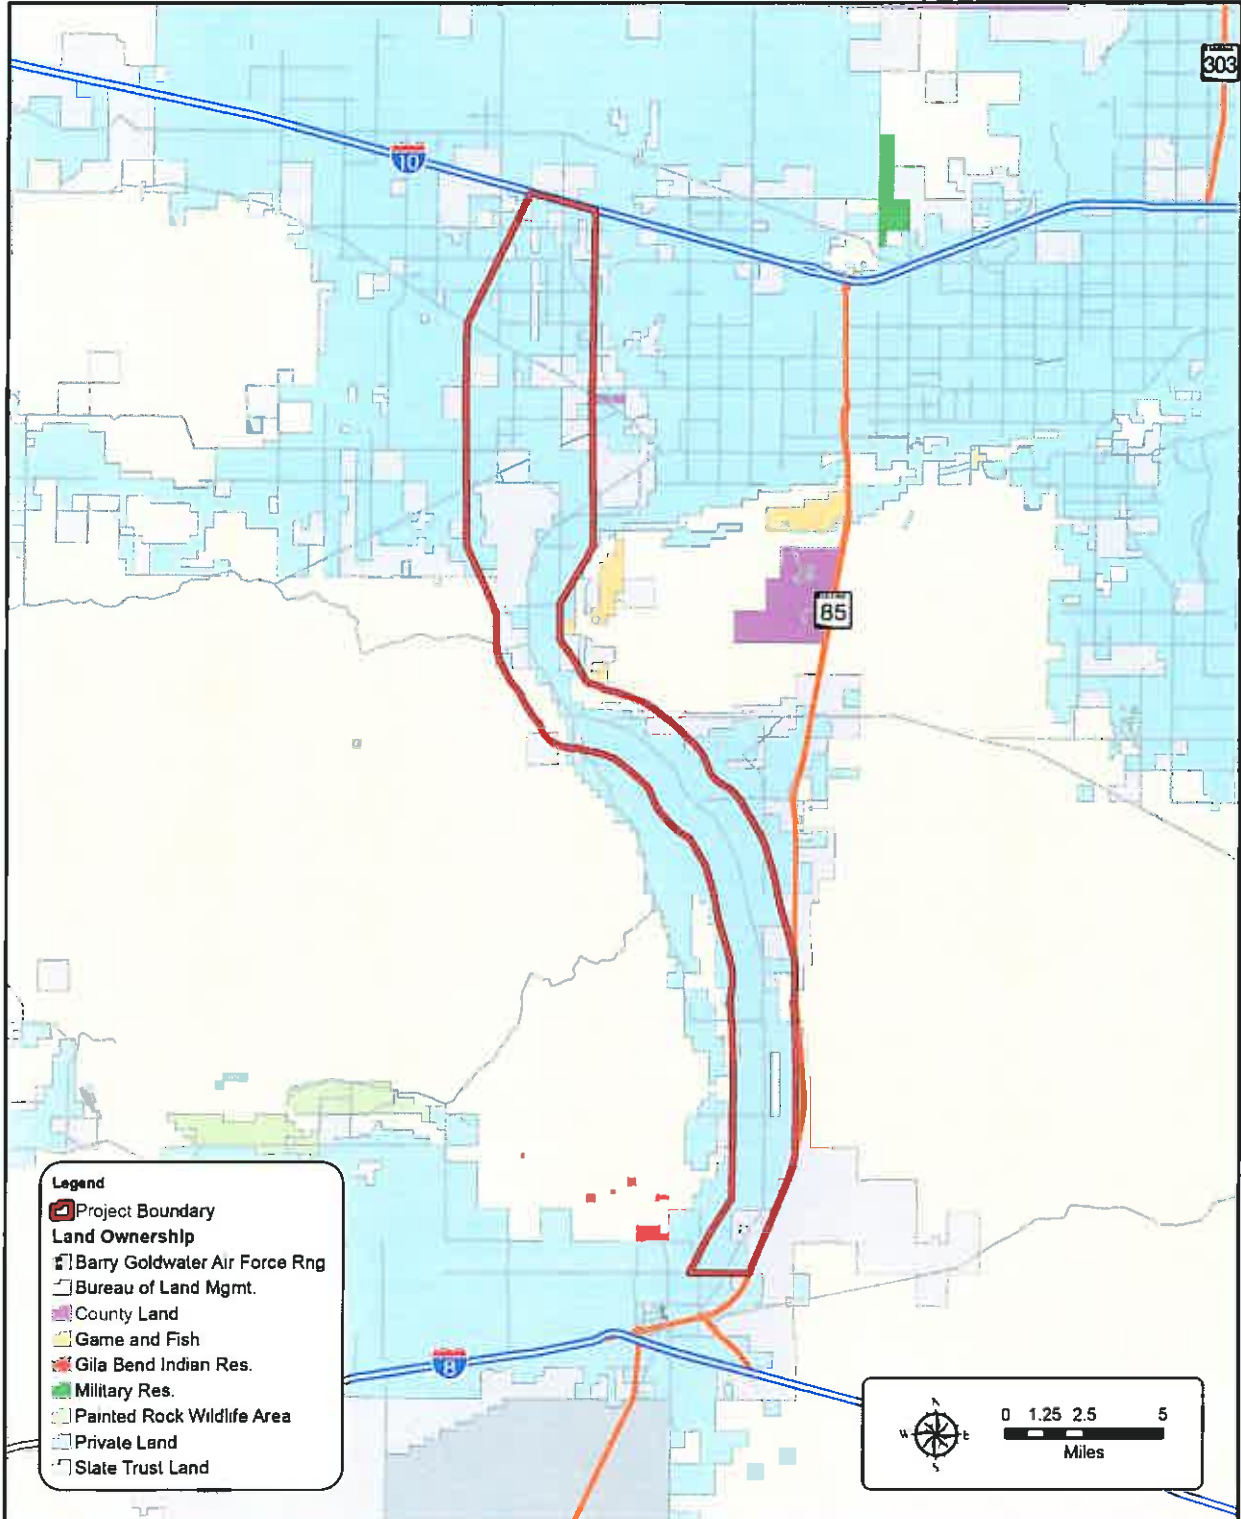 303
10
85
Legend
Project Boundary
Land Ownership
Barry Goldwater Air Force Rng
Bureau of Land Mgmt.
County Land
Game and Fish
Gila Bend Indian Res.
Military Res.
Painted Rock Wildlife Area
Private Land
State Trust Land
8
N
W E
S
0 1.25 2.5 5
Miles